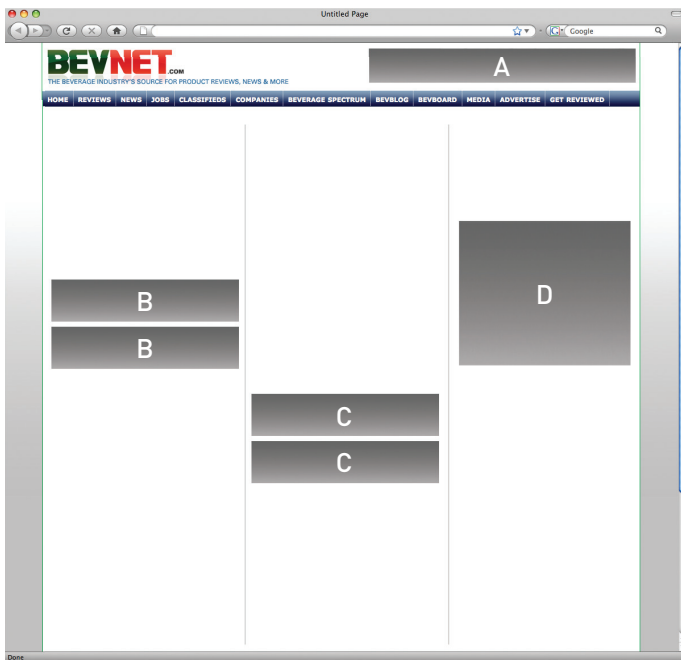 Untitled Page
Google
BEVNET.COM
THE BEVERAGE INDUSTRY'S SOURCE FOR PRODUCT REVIEWS, NEWS & MORE
A
HOME REVIEWS NEWS JOBS CLASSIFIEDS COMPANIES BEVERAGE SPECTRUM BEVBLOG BEVBOARD MEDIA ADVERTISE GET REVIEWED
B
D
B
C
C
Done